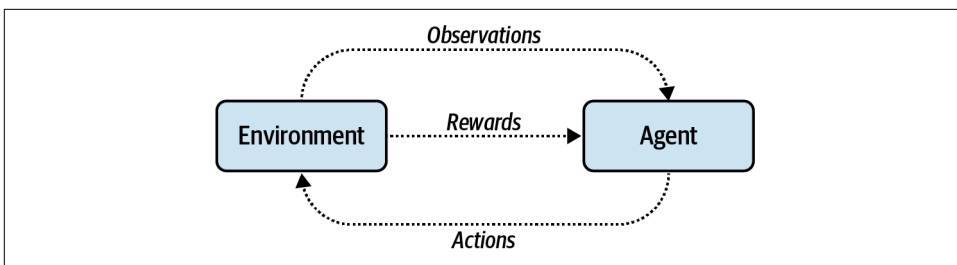 Observations
Environment
Rewards
Agent
Actions